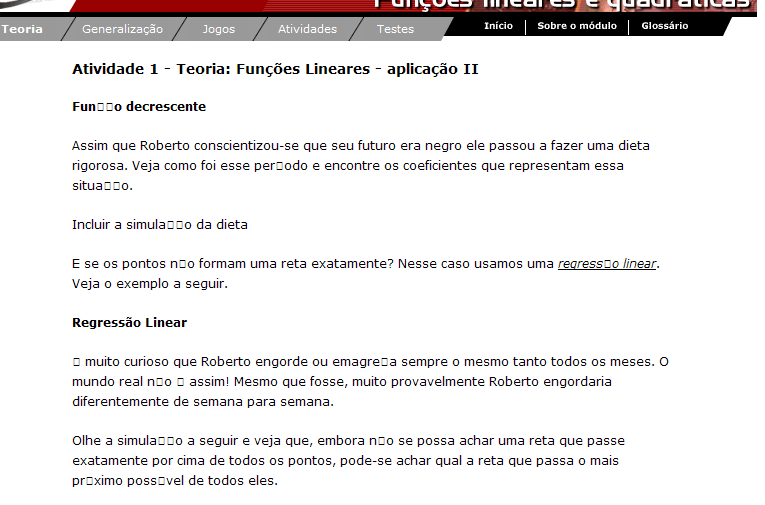 Funções lineares e quadráticas
Teoria Generalização Jogos Atividades Testes Início Sobre o módulo Glossário
Atividade 1 - Teoria: Funções Lineares - aplicação II
Fun□□o decrescente
Assim que Roberto conscientizou-se que seu futuro era negro ele passou a fazer uma dieta
rigorosa. Veja como foi esse per□odo e encontre os coeficientes que representam essa
situa□□o.
Incluir a simula□□o da dieta
E se os pontos n□o formam uma reta exatamente? Nesse caso usamos uma regress□o linear.
Veja o exemplo a seguir.
Regressão Linear
□ muito curioso que Roberto engorde ou emagre□a sempre o mesmo tanto todos os meses. O
mundo real n□o □ assim! Mesmo que fosse, muito provavelmente Roberto engordaria
diferentemente de semana para semana.
Olhe a simula□□o a seguir e veja que, embora n□o se possa achar uma reta que passe
exatamente por cima de todos os pontos, pode-se achar qual a reta que passa o mais
pr□ximo poss□vel de todos eles.